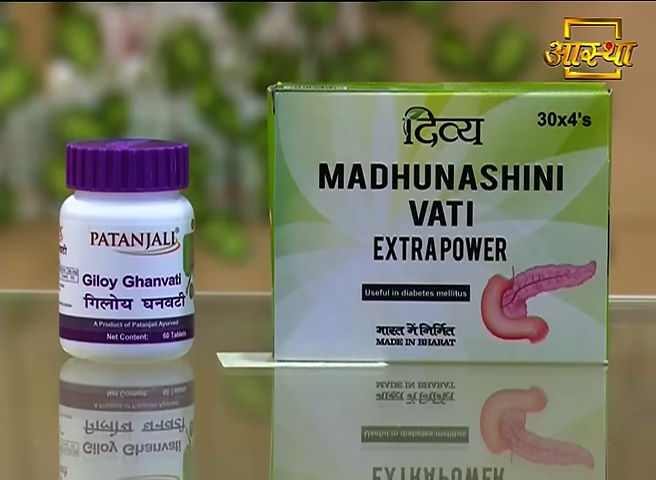 आस्था
दिव्य
30x4's
MADHUNASHINI
VATI
EXTRAPOWER
Useful in diabetes mellitus
भारत में निर्मित
MADE IN BHARAT
PATANJALI
Giloy Ghanvati
गिलोय घनवटी
A Product of Patanjali Ayurved
Net Content: 60 Tablets